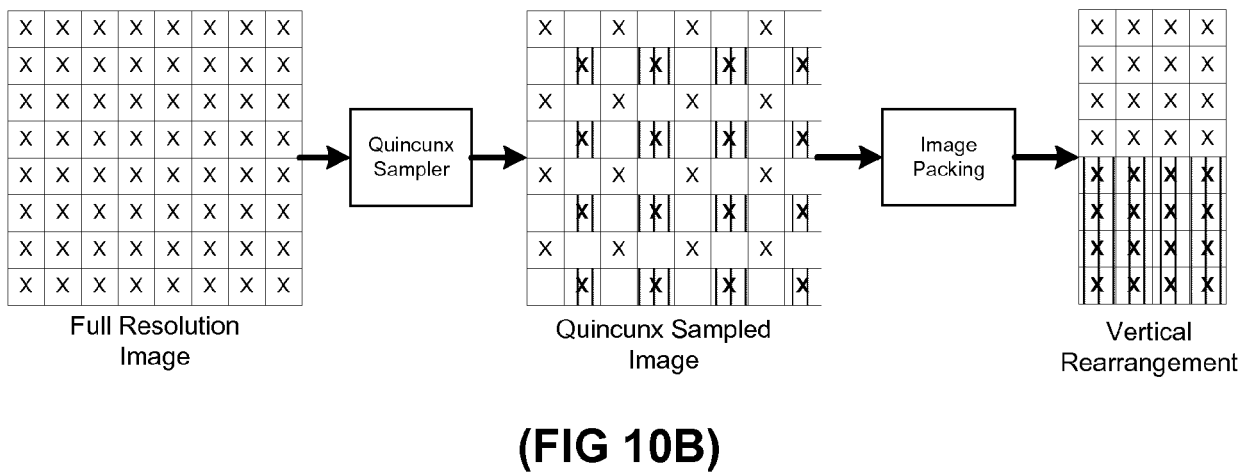 X X X X X X X X
X X X X X X X X
X X X X X X X X
X X X X X X X X
X X X X X X X X
X X X X X X X X
X X X X X X X X
X X X X X X X X
Full Resolution
Image
Quincunx
Sampler
X X X X
X X X X
X X X X
X X X X
X X X X
X X X X
X X X X
X X X X
Quincunx Sampled
Image
Image
Packing
X X X X
X X X X
X X X X
X X X X
X X X X
X X X X
X X X X
X X X X
Vertical
Rearrangement
(FIG 10B)